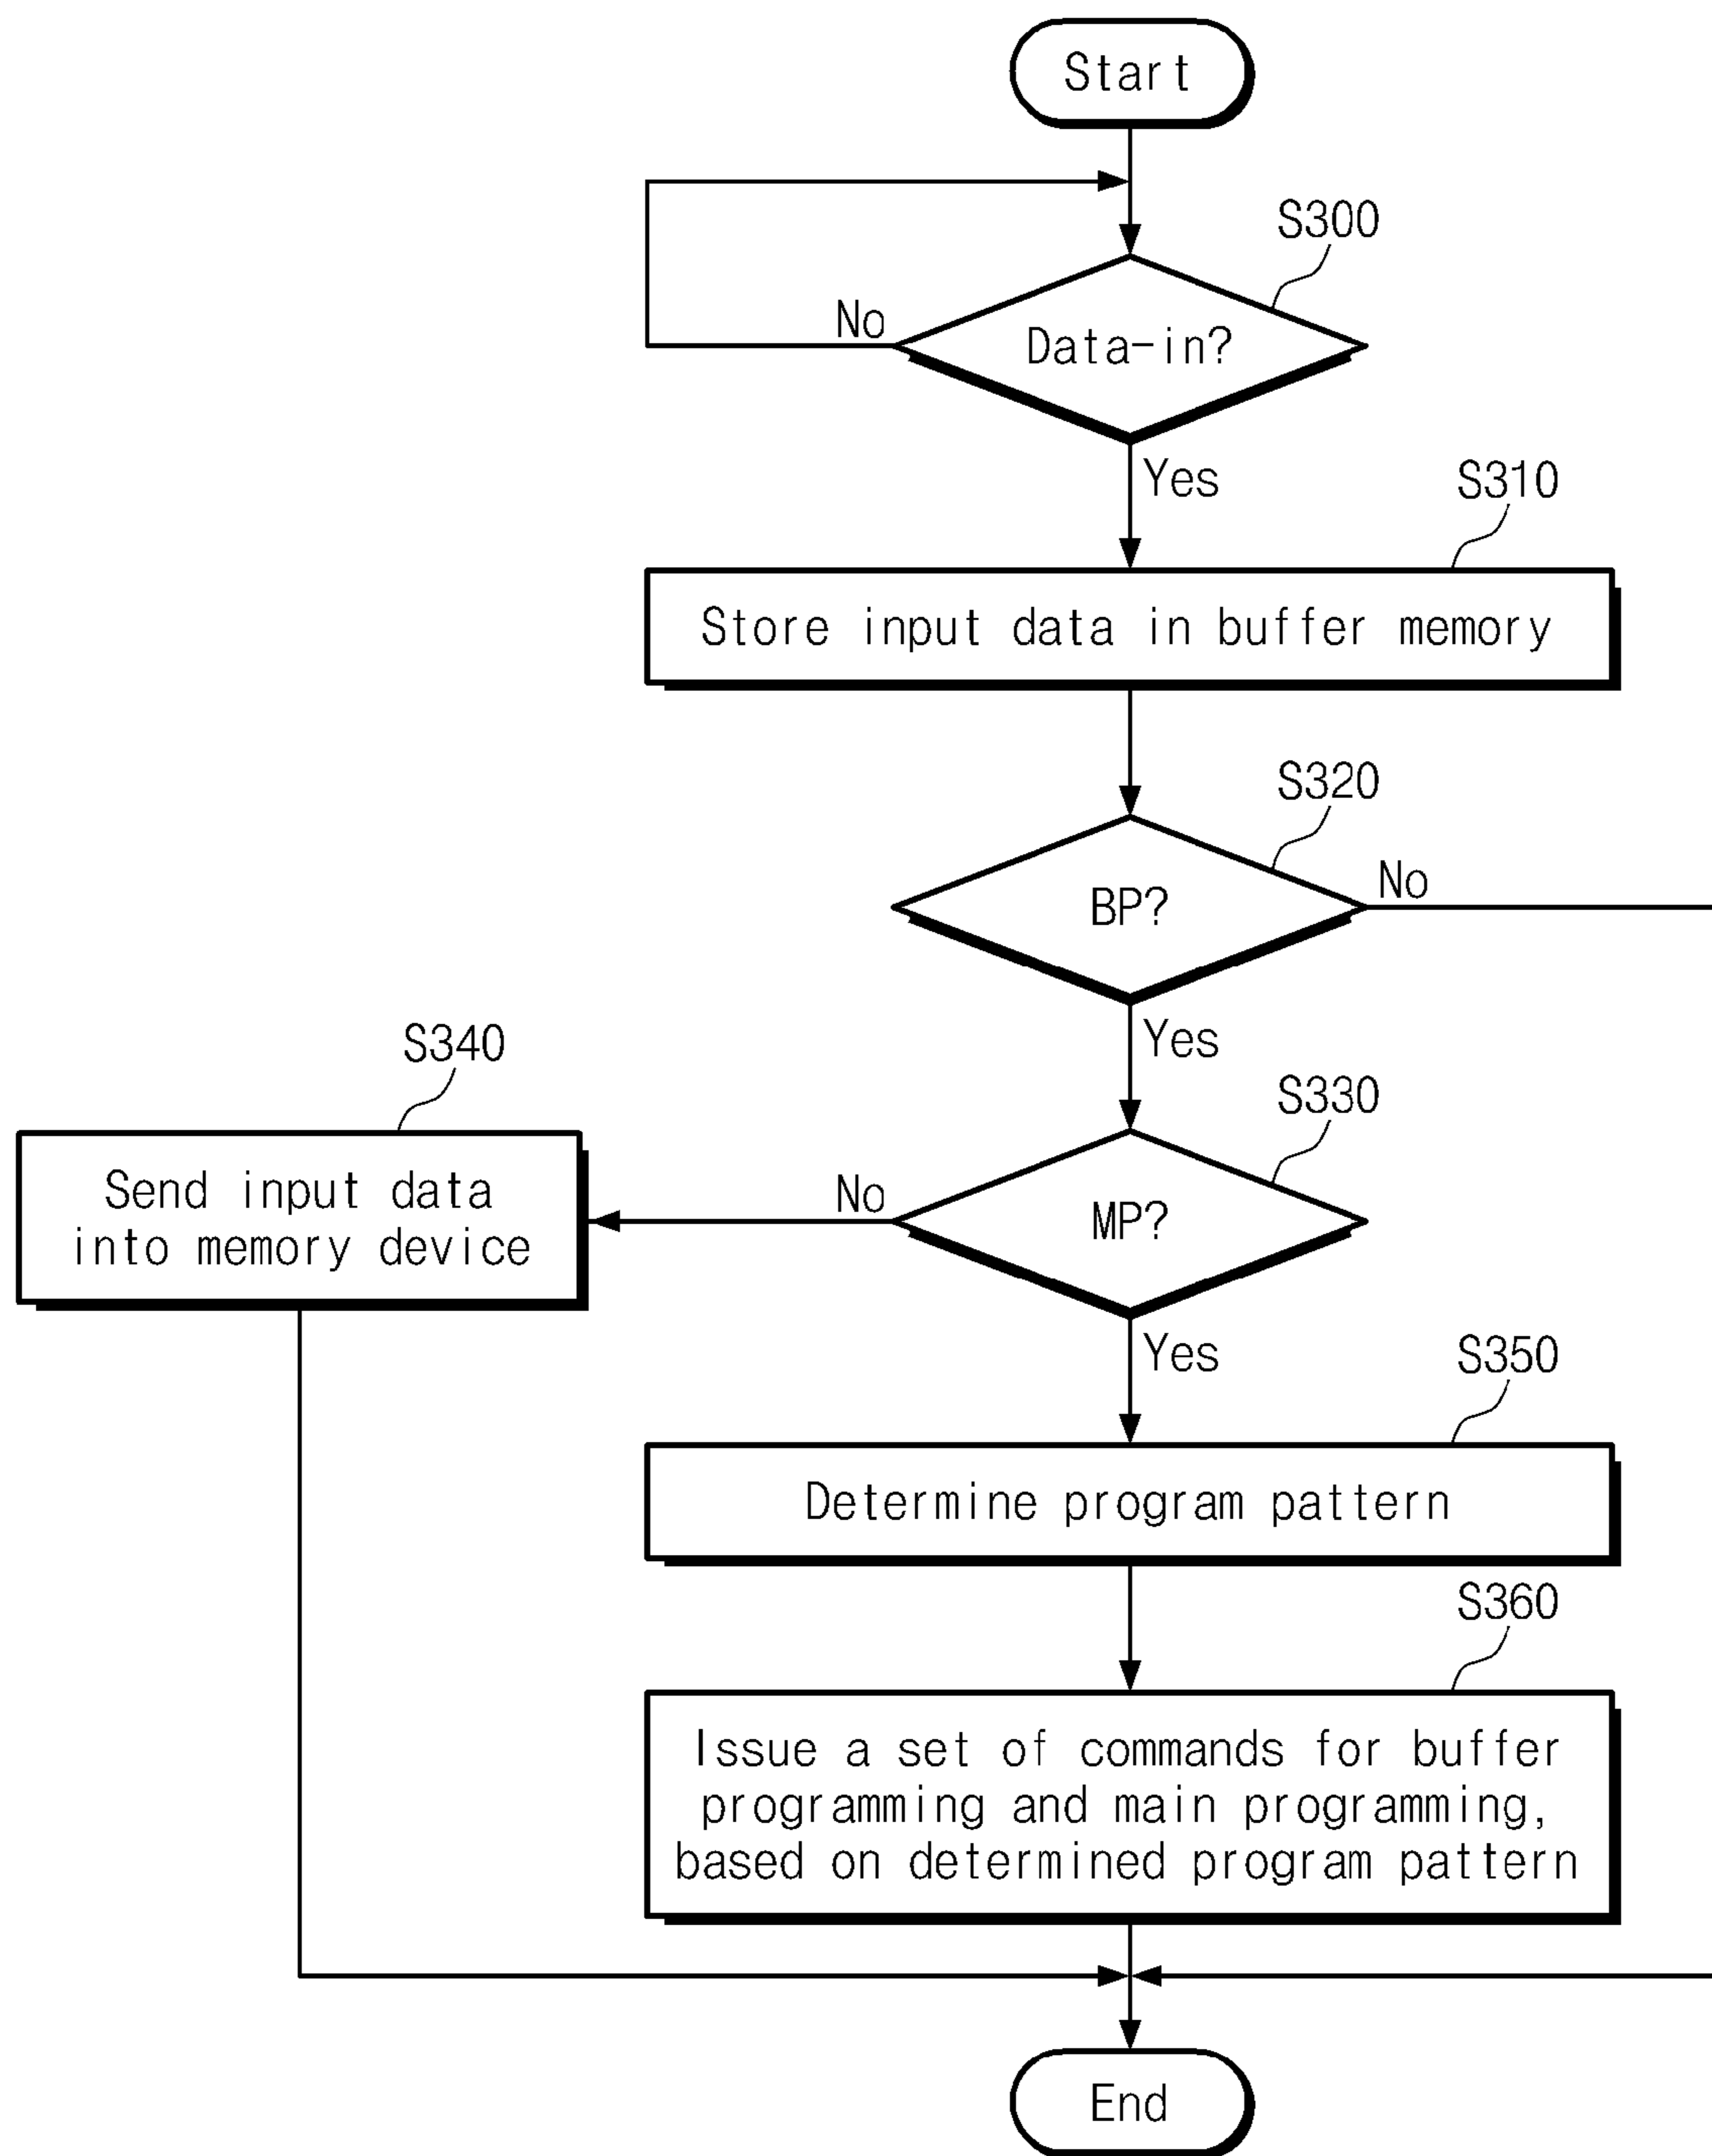 Start
S300
No
Data-in?
Yes
S310
Store input data in buffer memory
S320
BP?
No
Yes
S340
S330
Send input data
into memory device
No
MP?
Yes
S350
Determine program pattern
S360
Issue a set of commands for buffer
programming and main programming,
based on determined program pattern
End